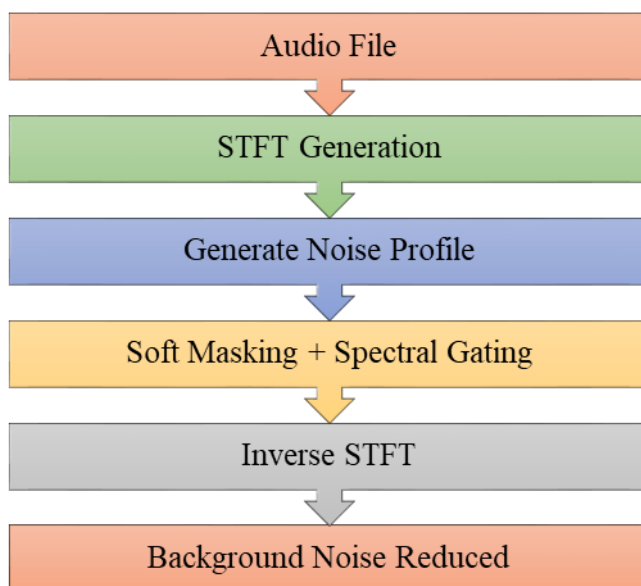 Audio File
STFT Generation
Generate Noise Profile
Soft Masking + Spectral Gating
Inverse STFT
Background Noise Reduced